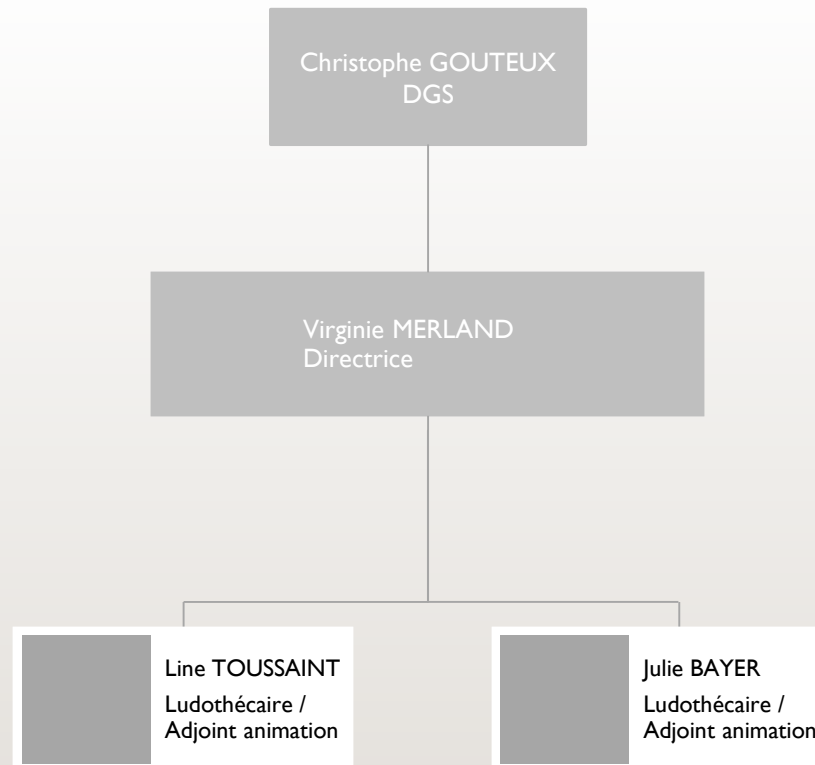 Christophe GOUTEUX
DGS
Virginie MERLAND
Directrice
Line TOUSSAINT
Ludothécaire /
Adjoint animation
Julie BAYER
Ludothécaire /
Adjoint animation